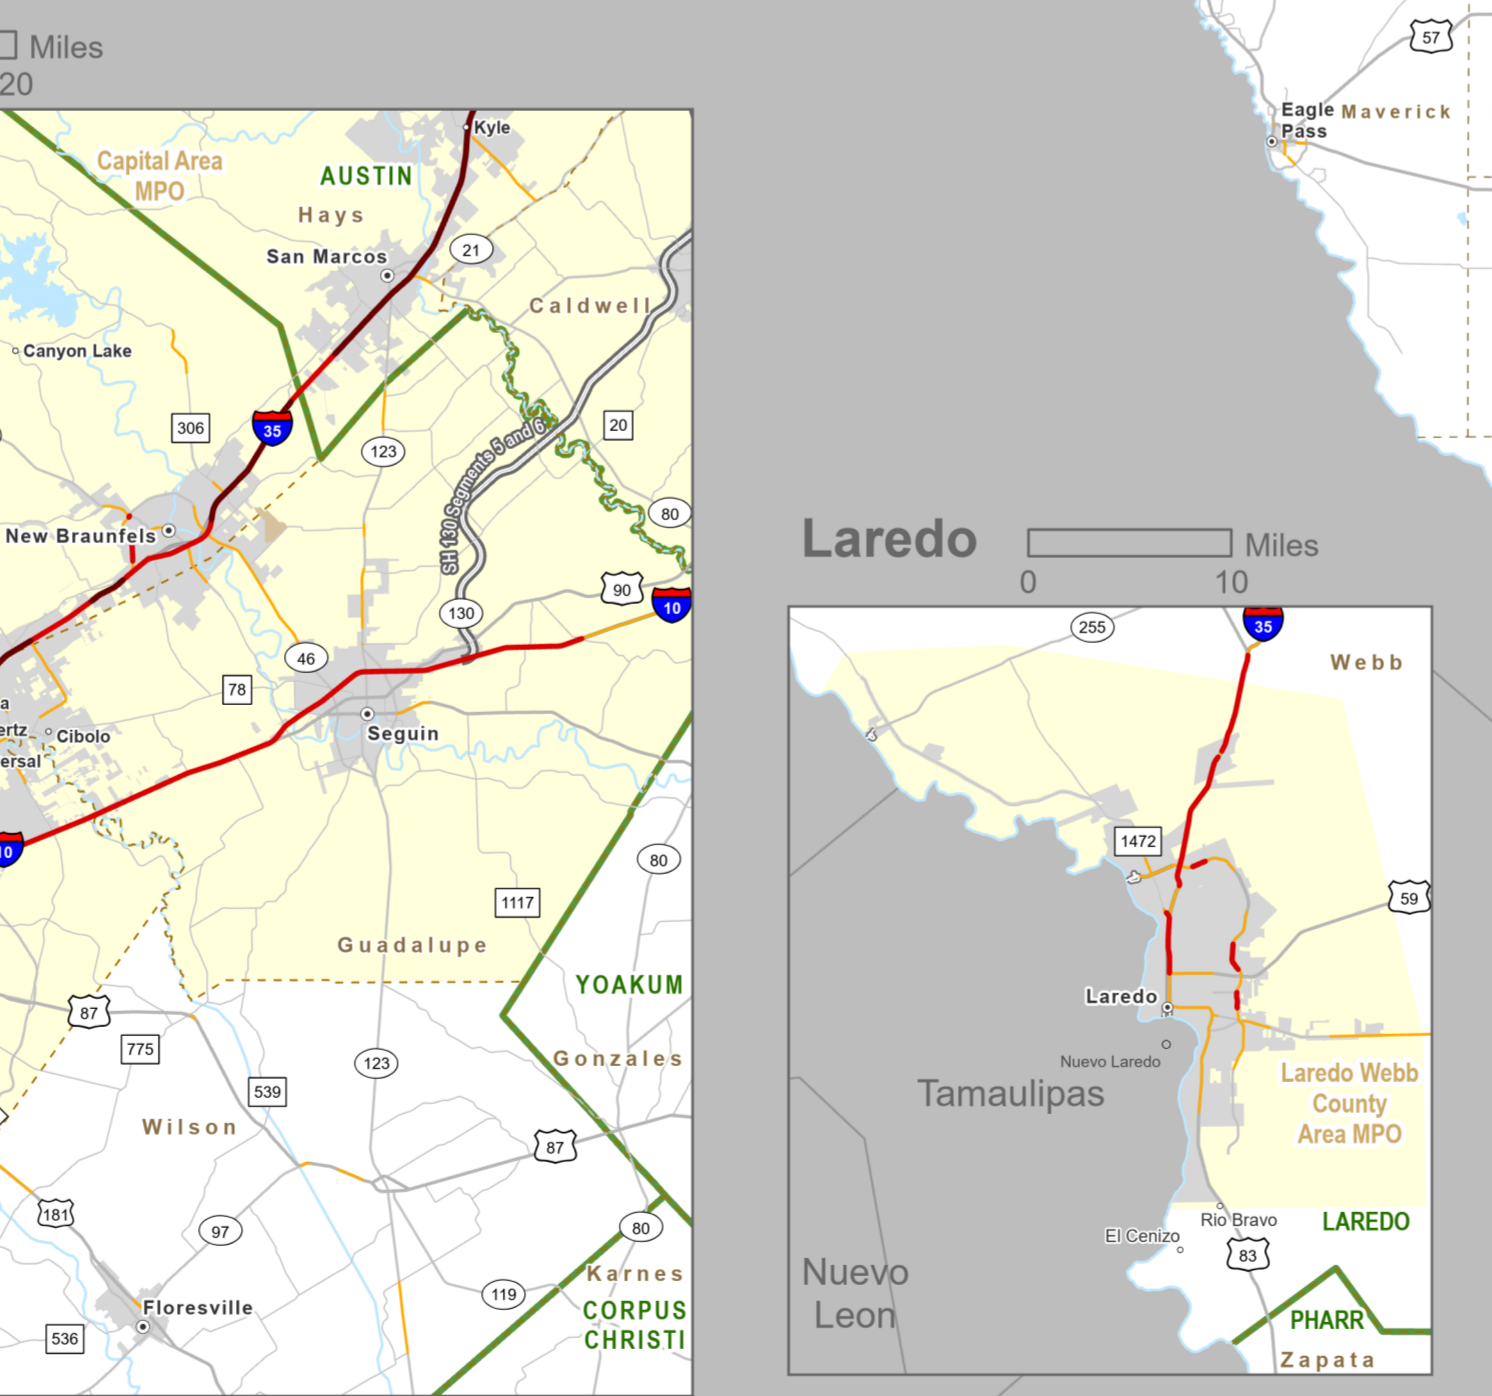 Miles
20
Kyle
Capital Area
MPO
AUSTIN
Hays
21
San Marcos
Caldwell
Canyon Lake
306
35
123
20
SH 130 Segments 5 and 6
80
New Braunfels
90
10
130
46
78
a
ertz
Cibolo
ersal
Seguin
10
80
1117
Guadalupe
YOAKUM
87
775
123
Gonzales
539
Wilson
87
181
97
80
Karnes
119
CORPUS
CHRISTI
Floresville
536
57
Eagle
Pass
Maverick
Laredo
Miles
0
10
255
35
Webb
1472
59
Laredo
Nuevo Laredo
Tamaulipas
Laredo Webb
County
Area MPO
Rio Bravo
LAREDO
El Cenizo
83
Nuevo
Leon
PHARR
Zapata